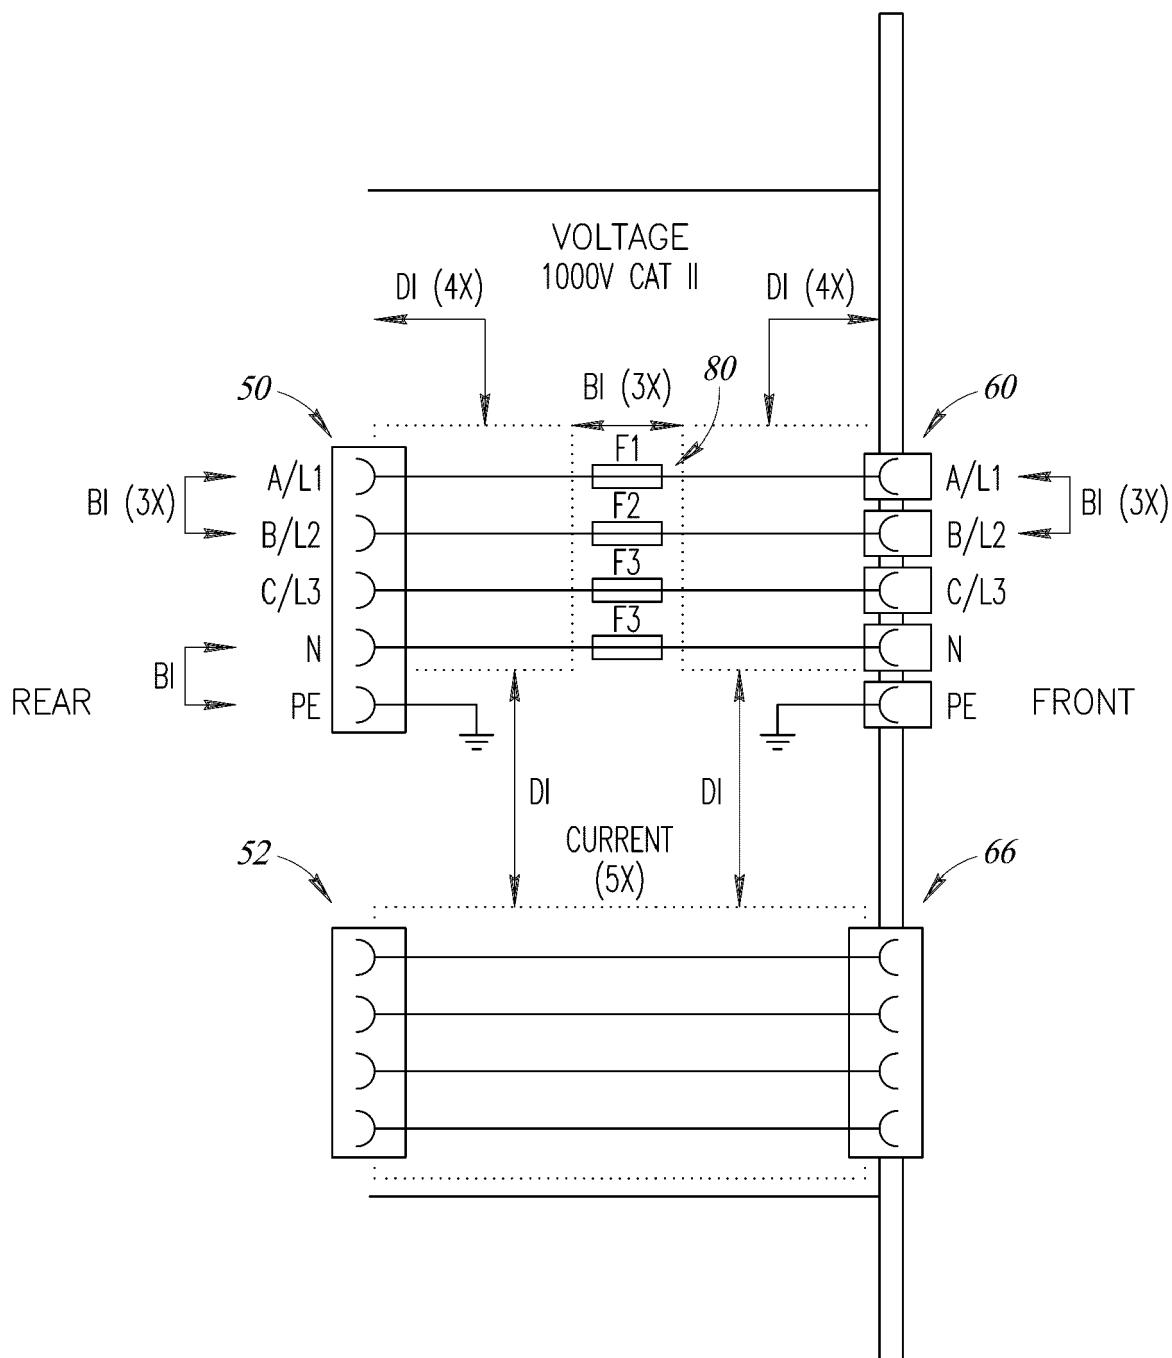 VOLTAGE
1000V CAT II
DI (4X)
DI (4X)
50
BI (3X)
80
60
F1
A/L1
A/L1
BI (3X)
F2
BI (3X)
B/L2
B/L2
F3
C/L3
C/L3
F3
N
N
BI
REAR
PE
PE
FRONT
DI
DI
CURRENT
(5X)
52
66